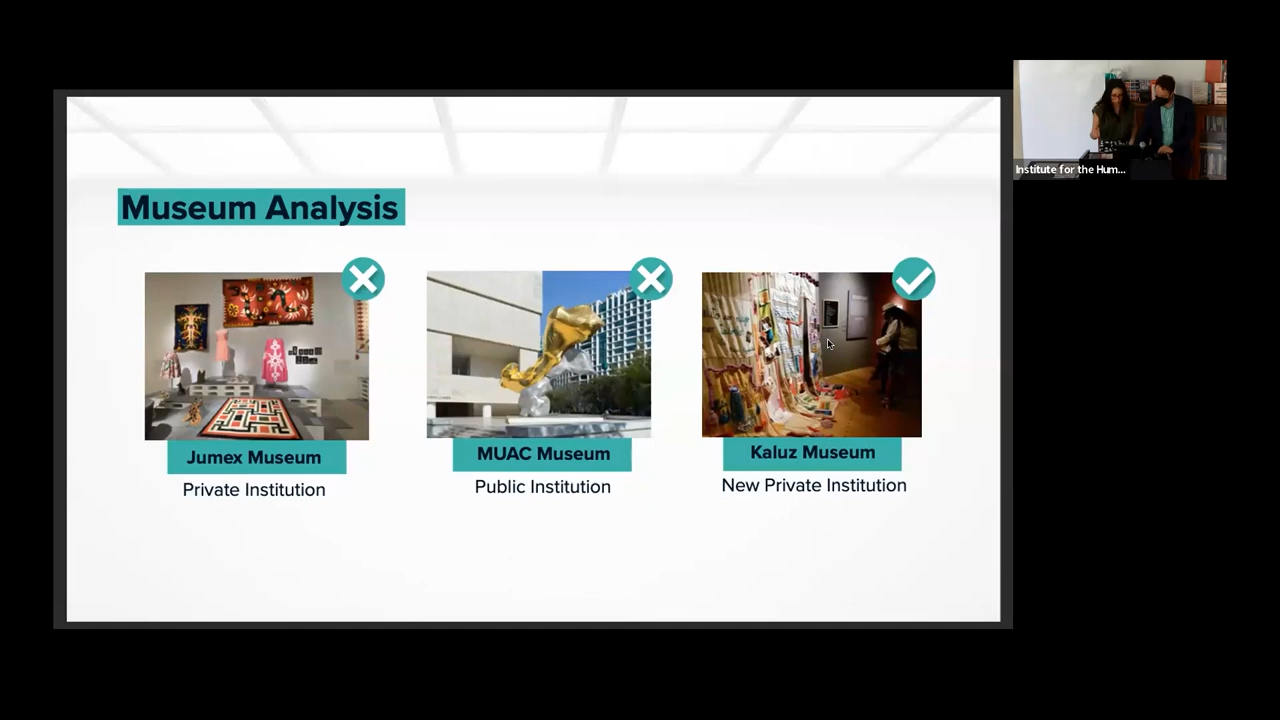 Institute for the Hum...
Museum Analysis
Jumex Museum
Private Institution
MUAC Museum
Public Institution
Kaluz Museum
New Private Institution